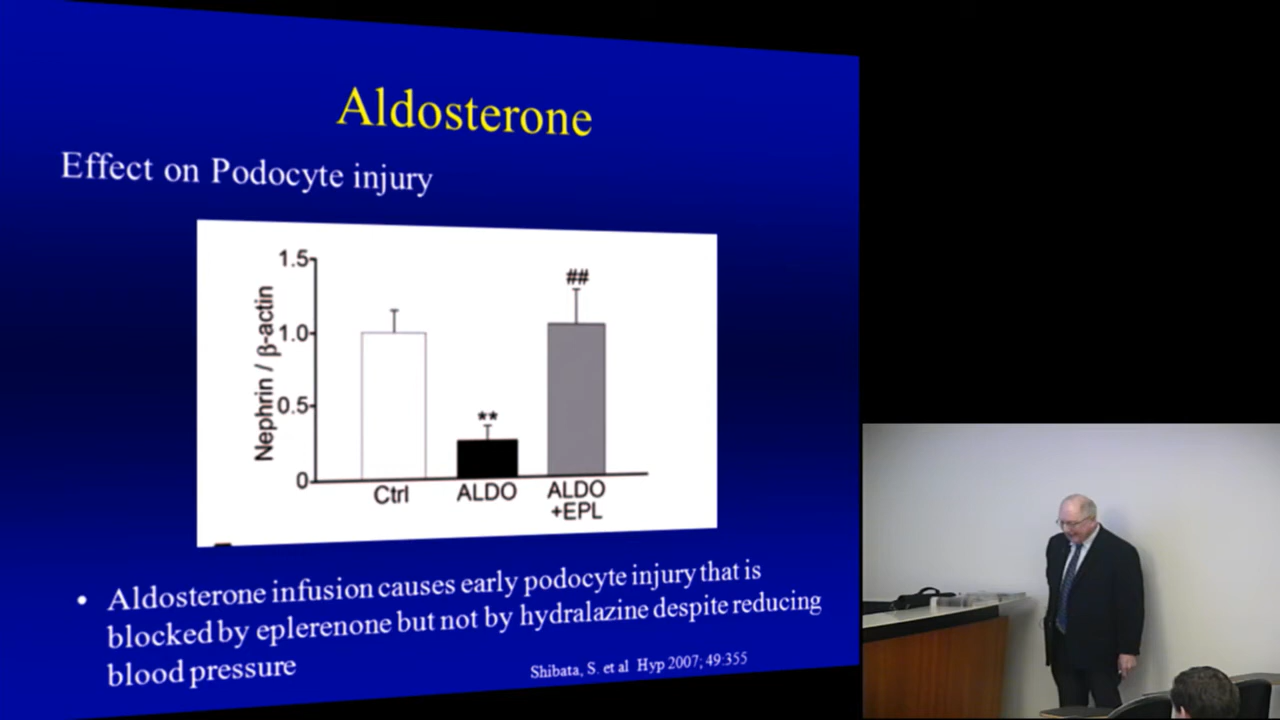 Aldosterone
Effect on Podocyte injury
Nephrin / β-actin
1.5
1.0
0.5
0
**
##
Ctrl
ALDO
ALDO
+EPL
• Aldosterone infusion causes early podocyte injury that is
blocked by eplerenone but not by hydralazine despite reducing
blood pressure
Shibata, S. et al Hyp 2007; 49:355